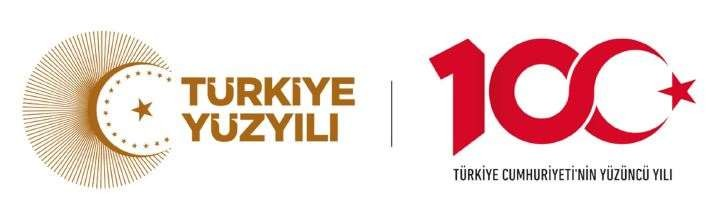 TÜRKİYE
YÜZYILI
100
TÜRKİYE CUMHURİYETİ'NİN YÜZÜNCÜ YILI